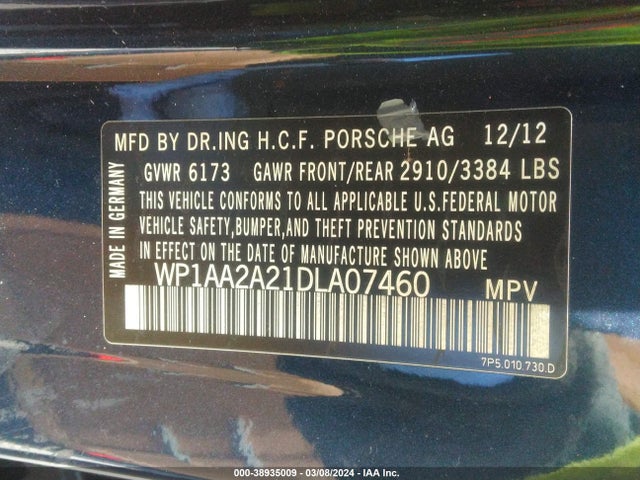 MFD BY DR.ING H.C.F. PORSCHE AG 12/12
GVWR 6173 GAWR FRONT/REAR 2910/3384 LBS
THIS VEHICLE CONFORMS TO ALL APPLICABLE U.S.FEDERAL MOTOR
VEHICLE SAFETY,BUMPER,AND THEFT PREVENTION STANDARDS
IN EFFECT ON THE DATE OF MANUFACTURE SHOWN ABOVE.
WP1AA2A21DLA07460 MPV
7P5.010.730.D
MADE IN GERMANY
000-38935009 - 03/08/2024 - IAA Inc.